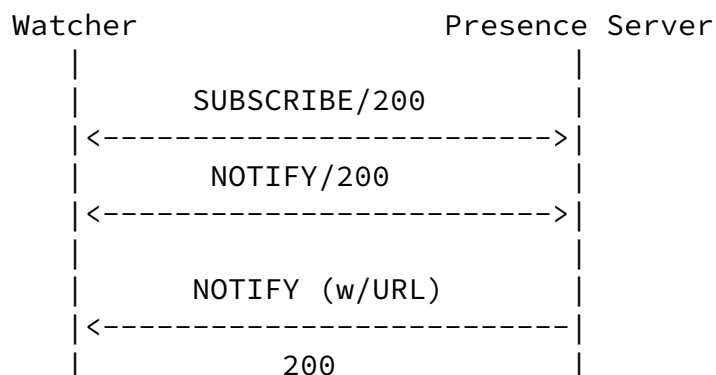 Watcher Presence Server
| |
| SUBSCRIBE/200 |
|<-------------------------->|
| NOTIFY/200 |
|<-------------------------->|
| |
| NOTIFY (w/URL) |
|<--------------------------|
| 200 |